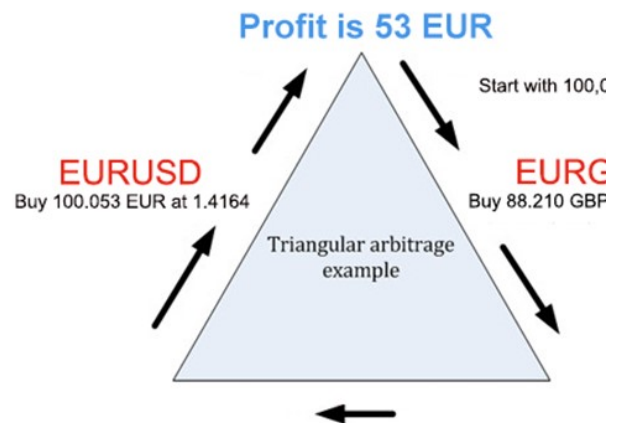 Profit is 53 EUR
Start with 100,
EURUSD
Buy 100.053 EUR at 1.4164
EURG
Buy 88.210 GBP
Triangular arbitrage
example